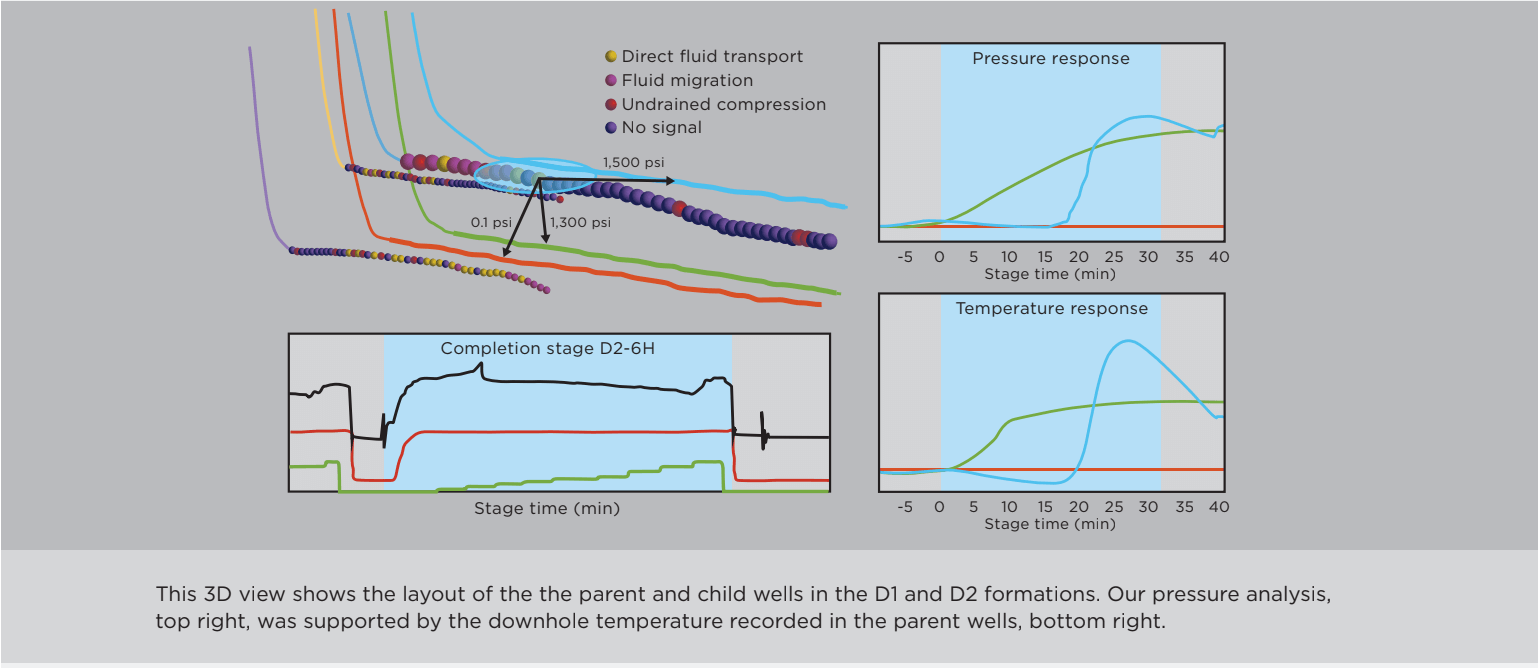 Direct fluid transport
Fluid migration
Undrained compression
No signal
1,500 psi
0.1 psi
1,300 psi
Completion stage D2-6H
Stage time (min)
Pressure response
-5 0 5 10 15 20 25 30 35 40
Stage time (min)
Temperature response
-5 0 5 10 15 20 25 30 35 40
Stage time (min)
This 3D view shows the layout of the the parent and child wells in the D1 and D2 formations. Our pressure analysis,
top right, was supported by the downhole temperature recorded in the parent wells, bottom right.